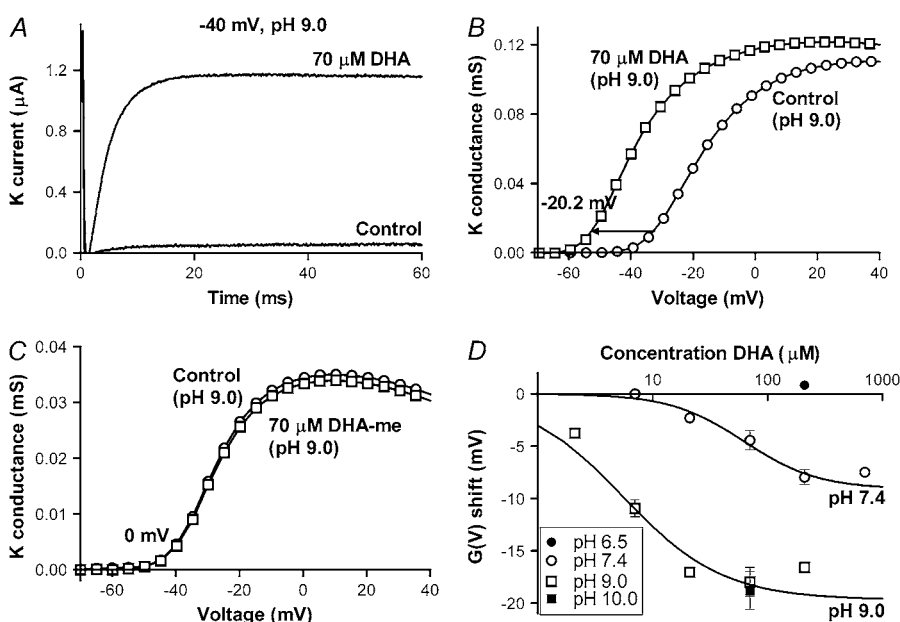 A
-40 mV, pH 9.0
70 μM DHA
Control
K current (μA)
1.2
0.8
0.4
0.0
0 20 40 60
Time (ms)
B
70 μM DHA
(pH 9.0)
Control
(pH 9.0)
-20.2 mV
K conductance (mS)
0.12
0.08
0.04
0.00
-60 -40 -20 0 20 40
Voltage (mV)
C
Control
(pH 9.0)
70 μM DHA-me
(pH 9.0)
0 mV
K conductance (mS)
0.04
0.03
0.02
0.01
0.00
-60 -40 -20 0 20 40
Voltage (mV)
D
Concentration DHA (μM)
10 100 1000
G(V) shift (mV)
0
-5
-10
-15
-20
pH 7.4
pH 9.0
pH 6.5
pH 7.4
pH 9.0
pH 10.0